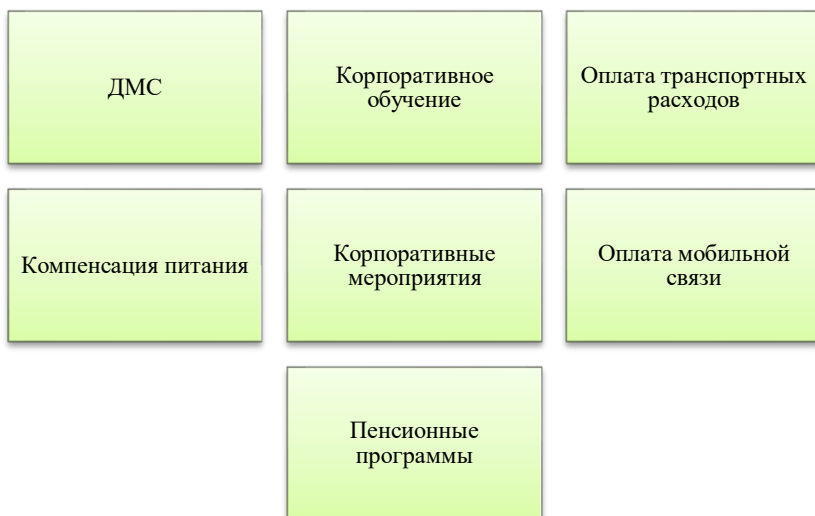 ДМС
Корпоративное
обучение
Оплата транспортных
расходов
Компенсация питания
Корпоративные
мероприятия
Оплата мобильной
связи
Пенсионные
программы